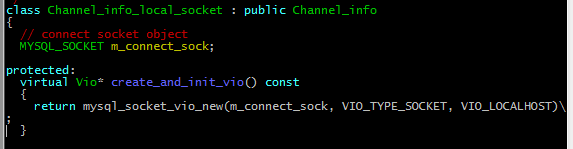 class Channel_info_local_socket : public Channel_info
{
  // connect socket object
  MYSQL_SOCKET m_connect_sock;

protected:
  virtual Vio* create_and_init_vio() const
  {
    return mysql_socket_vio_new(m_connect_sock, VIO_TYPE_SOCKET, VIO_LOCALHOST)\
;
  }